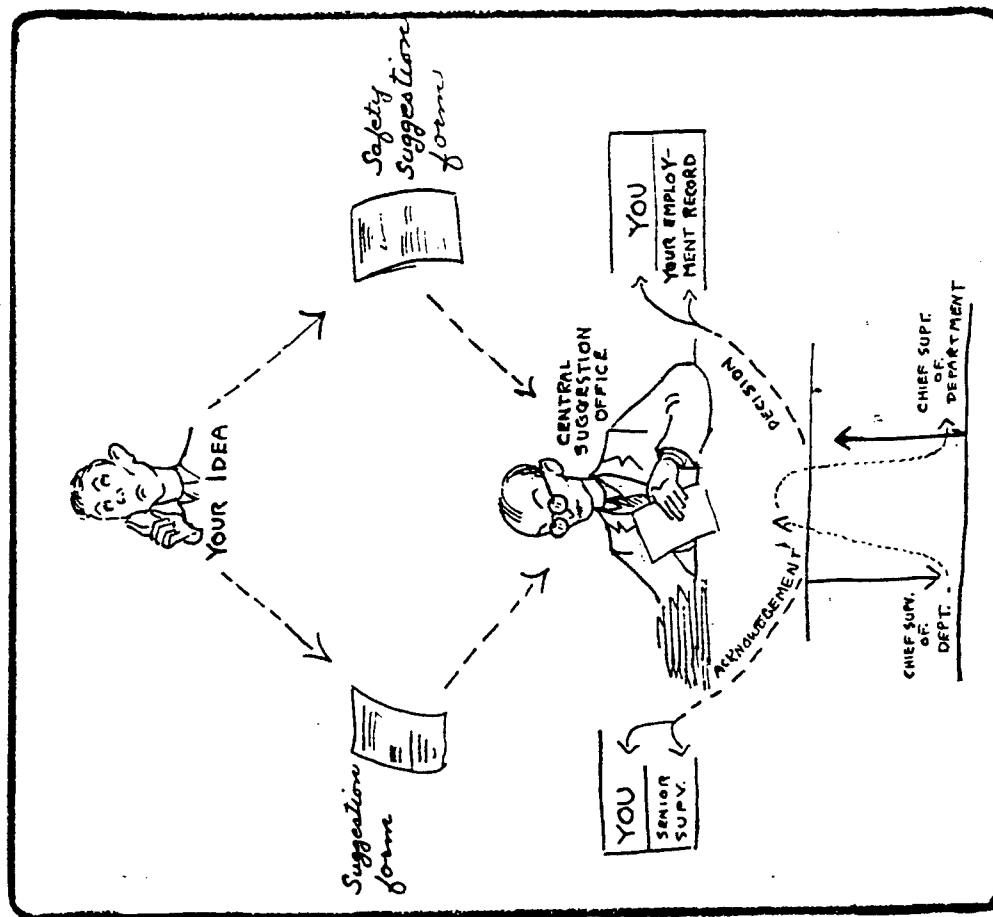 YOUR IDEA
Suggestion
form
Safety
Suggestion
form
CENTRAL
SUGGESTION
OFFICE
YOU
SENIOR
SUPV.
ACKNOWLEDGEMENT
DECISION
YOU
YOUR EMPLOY-
MENT RECORD
CHIEF SUPV.
OF.
DEPT.
CHIEF SUPT.
OF.
DEPARTMENT